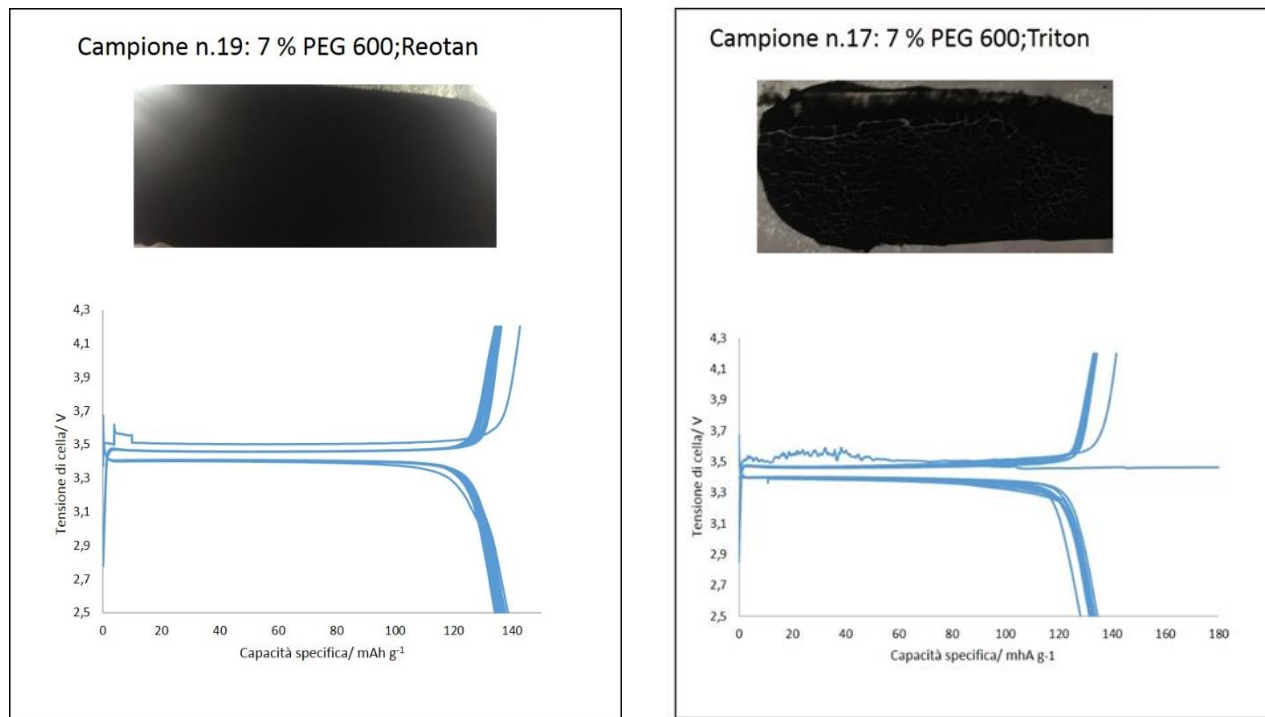 Campione n.19: 7 % PEG 600;Reotan
4,3
4,1
3,9
3,7
3,5
3,3
3,1
2,9
2,7
2,5
Tensione di cella/ V
0 20 40 60 80 100 120 140
Capacità specifica/ mAh g-1
Campione n.17: 7 % PEG 600;Triton
4,3
4,1
3,9
3,7
3,5
3,3
3,1
2,9
2,7
2,5
Tensione di cella/ V
0 20 40 60 80 100 120 140 160 180
Capacità specifica/ mhA g-1